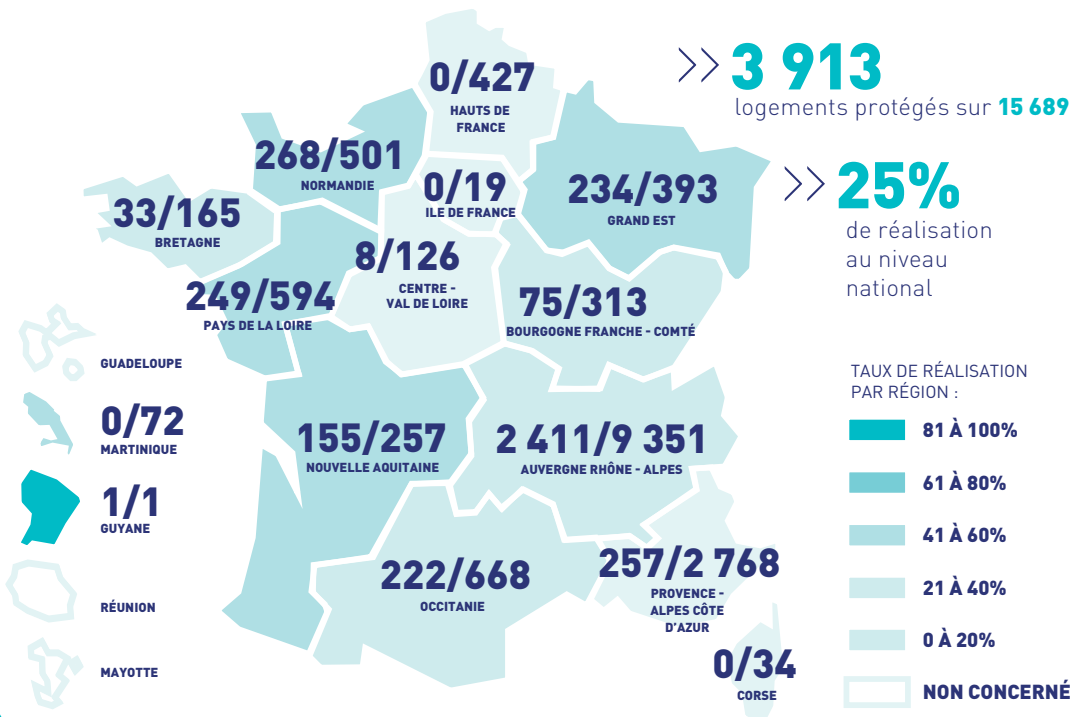 0/427
HAUTS DE
FRANCE
>> 3 913
logements protégés sur 15 689
268/501
NORMANDIE
0/19
ILE DE FRANCE
234/393
GRAND EST
>> 25%
de réalisation
au niveau
national
33/165
BRETAGNE
8/126
CENTRE -
VAL DE LOIRE
249/594
PAYS DE LA LOIRE
75/313
BOURGOGNE FRANCHE - COMTÉ
GUADELOUPE
0/72
MARTINIQUE
1/1
GUYANE
RÉUNION
MAYOTTE
155/257
NOUVELLE AQUITAINE
2 411/9 351
AUVERGNE RHÔNE - ALPES
222/668
OCCITANIE
257/2 768
PROVENCE -
ALPES CÔTE
D'AZUR
0/34
CORSE
TAUX DE RÉALISATION
PAR RÉGION :
81 À 100%
61 À 80%
41 À 60%
21 À 40%
0 À 20%
NON CONCERNÉ